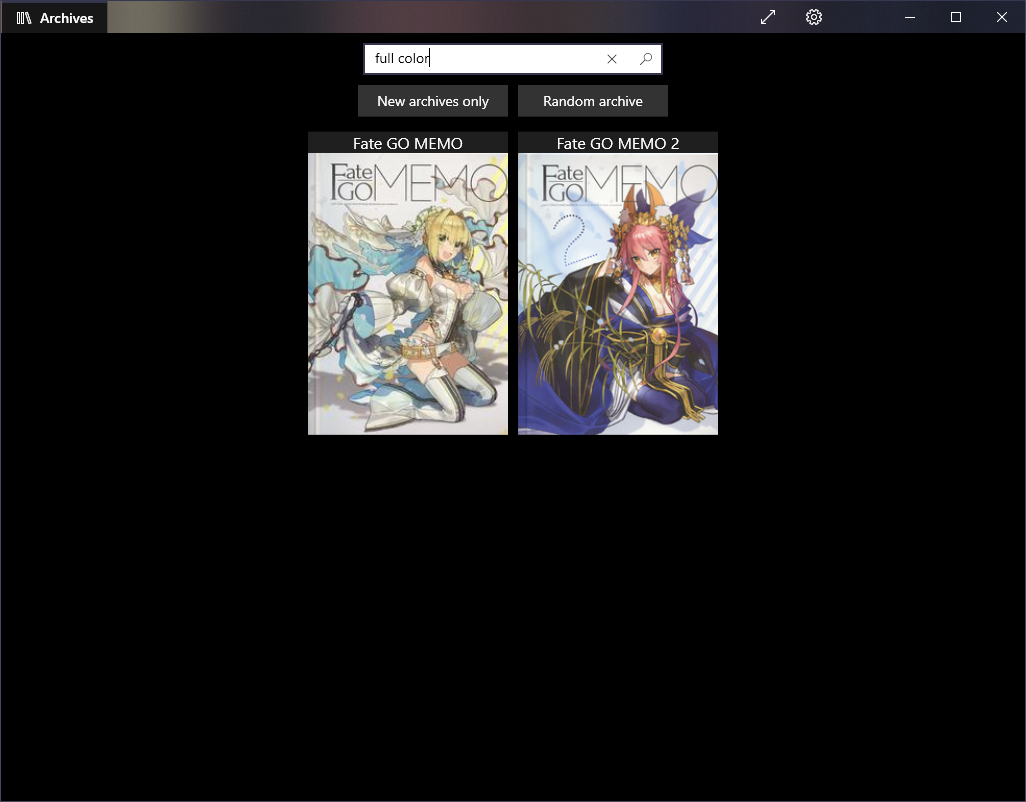 Archives
full color
New archives only
Random archive
Fate GO MEMO
Fate GO MEMO 2
Fate
GO MEMO
Fate
GO MEMO
2